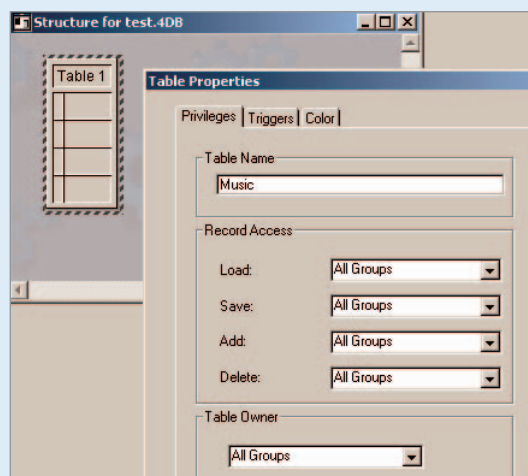 Structure for test.4DB
Table 1
Table Properties
Privileges Triggers Color
Table Name
Music
Record Access
Load: All Groups
Save: All Groups
Add: All Groups
Delete: All Groups
Table Owner
All Groups